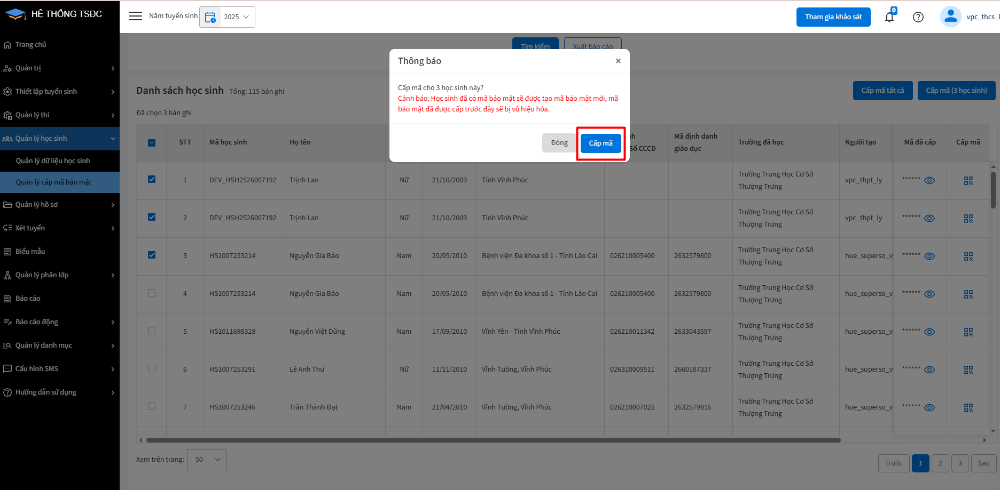 HỆ THỐNG TSĐC
Năm tuyển sinh
2025
Tham gia khảo sát
0
vpc_thcs_l
Trang chủ
Quản trị
Thiết lập tuyển sinh
Quản lý thi
Quản lý học sinh
Quản lý dữ liệu học sinh
Quản lý cấp mã bảo mật
Quản lý hồ sơ
Xét tuyển
Biểu mẫu
Quản lý phân lớp
Báo cáo
Báo cáo động
Quản lý danh mục
Cấu hình SMS
Hướng dẫn sử dụng
Tìm kiếm
Xuất báo cáo
Thông báo
×
Cấp mã cho 3 học sinh này?
Cảnh báo: Học sinh đã có mã bảo mật sẽ được tạo mã bảo mật mới, mã
bảo mật đã được cấp trước đây sẽ bị vô hiệu hóa.
Đóng
Cấp mã
Danh sách học sinh - Tổng: 115 bản ghi
Cấp mã tất cả
Cấp mã (3 học sinh)
Đã chọn 3 bản ghi
STT
Mã học sinh
Họ tên
Số CCCD
Mã định danh
giáo dục
Trường đã học
Người tạo
Mã đã cấp
Cấp mã
1 DEV_HSH2526007192 Trịnh Lan Nữ 21/10/2009 Tỉnh Vĩnh Phúc Trường Trung Học Cơ Sở vpc_thpt_ly ******
Thượng Trưng
2 DEV_HSH2526007192 Trịnh Lan Nữ 21/10/2009 Tỉnh Vĩnh Phúc Trường Trung Học Cơ Sở vpc_thpt_ly ******
Thượng Trưng
3 HS1007253214 Nguyễn Gia Bảo Nam 20/05/2010 Bệnh viện Đa khoa số 1 - Tỉnh Lào Cai 026210005400 2632579800 Trường Trung Học Cơ Sở hue_superso_v ******
Thượng Trưng
4 HS1007253214 Nguyễn Gia Bảo Nam 20/05/2010 Bệnh viện Đa khoa số 1 - Tỉnh Lào Cai 026210005400 2632579800 Trường Trung Học Cơ Sở hue_superso_v ******
Thượng Trưng
5 HS1011698328 Nguyễn Việt Dũng Nam 17/09/2010 Vĩnh Yên - Tỉnh Vĩnh Phúc 026210011342 2633043597 Trường Trung Học Cơ Sở hue_superso_v ******
Thượng Trưng
6 HS1007253291 Lê Anh Thư Nữ 11/11/2010 Vĩnh Tường, Vĩnh Phúc 026310009511 2660187337 Trường Trung Học Cơ Sở hue_superso_v ******
Thượng Trưng
7 HS1007253246 Trần Thành Đạt Nam 21/04/2010 Vĩnh Tường, Vĩnh Phúc 026210007025 2632579916 Trường Trung Học Cơ Sở hue_superso_v ******
Thượng Trưng
Xem trên trang: 50
Trước 1 2 3 Sau